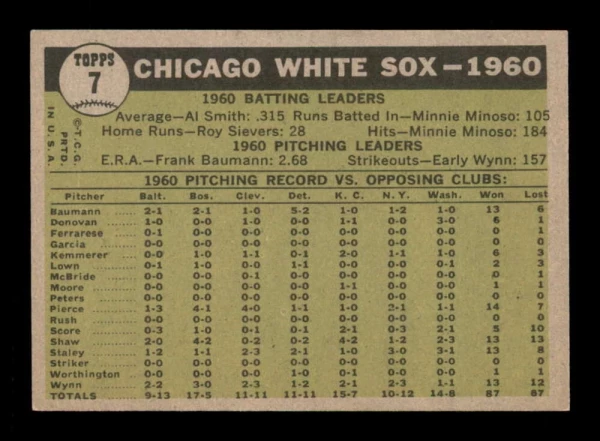 TOPPS
7
CHICAGO WHITE SOX—1960
©T.C.G. PRTD. IN U.S.A.
1960 BATTING LEADERS
Average—Al Smith: .315 Runs Batted In—Minnie Minoso: 105
Home Runs—Roy Sievers: 28 Hits—Minnie Minoso: 184
1960 PITCHING LEADERS
E.R.A.—Frank Baumann: 2.68 Strikeouts—Early Wynn: 157
1960 PITCHING RECORD VS. OPPOSING CLUBS:
Pitcher Balt. Bos. Clev. Det. K. C. N. Y. Wash. Won Lost
Baumann ...... 2-1 2-1 1-0 5-2 1-0 1-2 1-0 13 6
Donovan ...... 1-0 0-0 0-0 1-0 1-1 0-0 3-0 6 1
Ferrarese ...... 0-0 0-0 0-1 0-0 0-0 0-0 0-0 0 1
Garcia ...... 0-0 0-0 0-0 0-0 0-0 0-0 0-0 0 0
Kemmerer ...... 0-0 1-0 1-0 1-1 2-0 1-1 0-1 6 3
Lown ...... 0-1 1-0 0-1 1-1 0-0 0-0 0-0 2 3
McBride ...... 0-0 0-0 0-1 0-0 0-0 0-0 0-0 0 1
Moore ...... 0-0 0-0 0-0 0-0 1-1 0-0 0-0 1 1
Peters ...... 0-0 0-0 0-0 0-0 0-0 0-0 0-0 0 0
Pierce ...... 1-3 4-1 4-0 1-1 1-0 2-1 1-1 14 7
Rush ...... 0-0 0-0 0-0 0-0 0-0 0-0 0-0 0 0
Score ...... 0-3 1-0 0-1 0-1 2-1 0-3 2-1 5 10
Shaw ...... 2-0 4-2 0-2 0-2 4-2 1-2 2-3 13 13
Staley ...... 1-2 1-1 2-3 2-1 1-0 3-0 3-1 13 8
Striker ...... 0-0 0-0 0-0 0-0 0-0 0-0 0-0 0 0
Worthington ...... 0-0 0-0 0-0 0-1 0-0 1-0 0-0 1 1
Wynn ...... 2-2 3-0 2-3 0-2 2-2 2-2 2-1 13 12
TOTALS 9-13 17-5 11-11 11-11 15-7 10-12 14-8 87 67